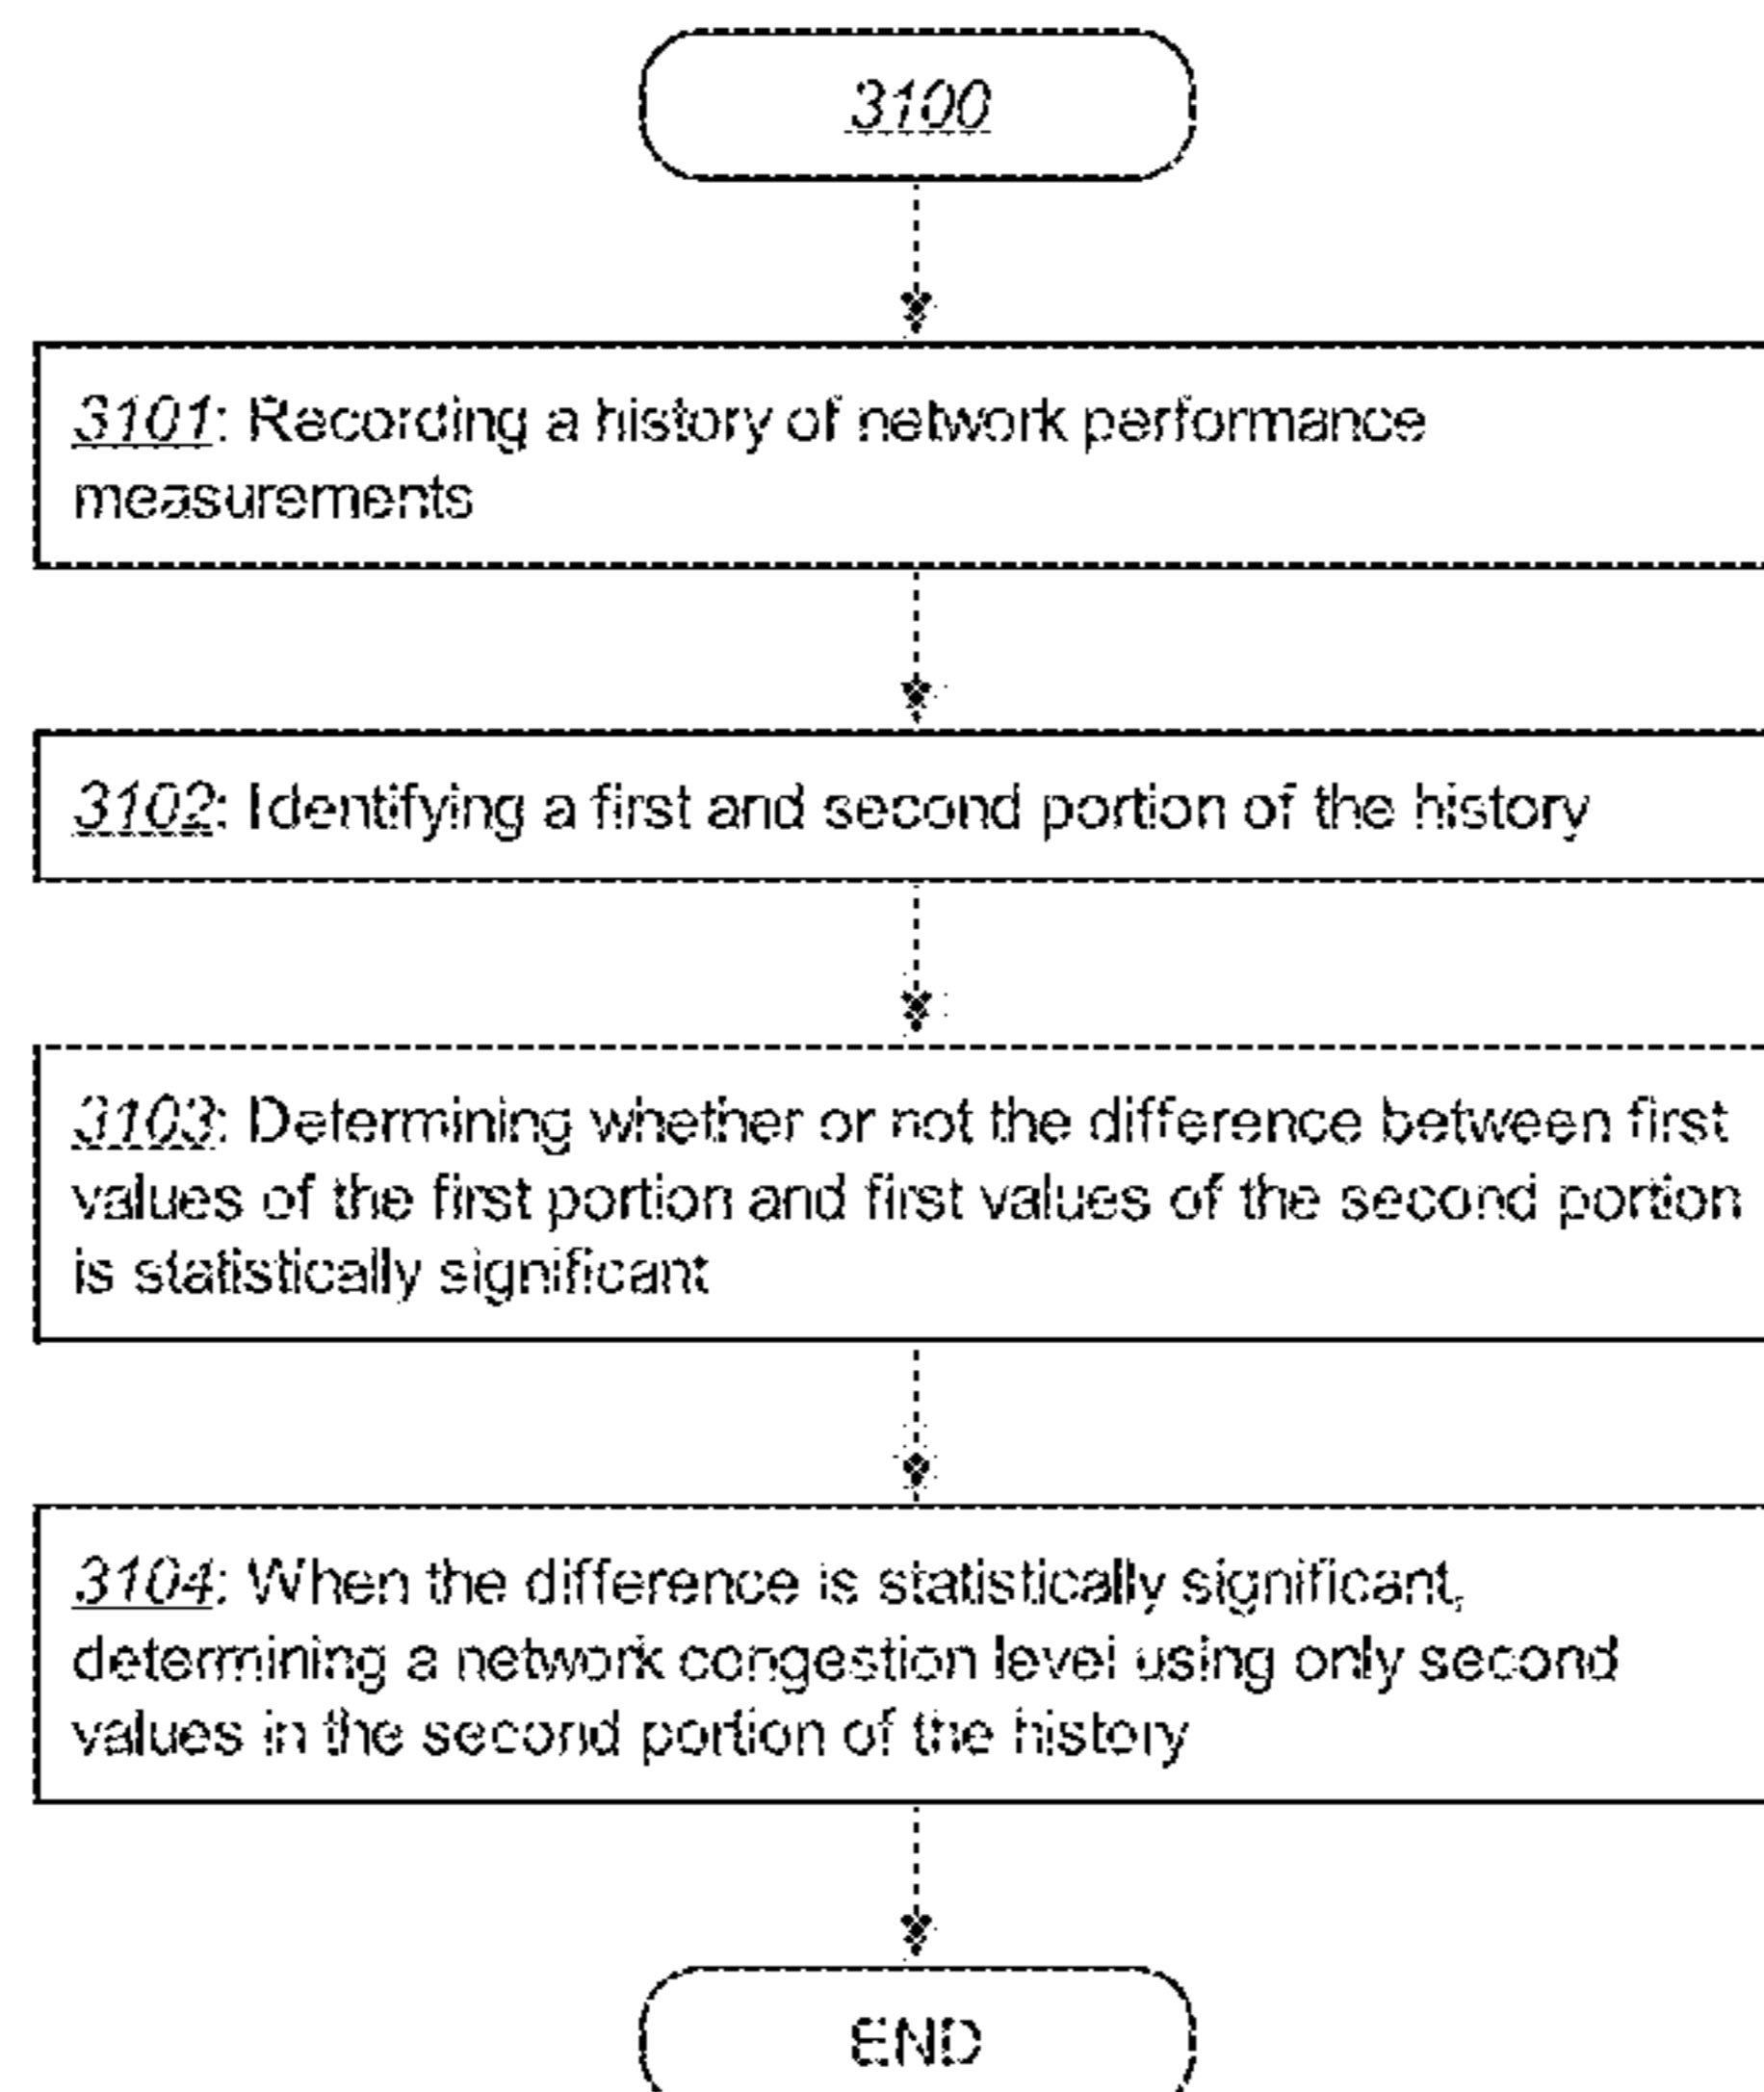 3100
3101: Recording a history of network performance
measurements
3102: Identifying a first and second portion of the history
3103: Determining whether or not the difference between first
values of the first portion and first values of the second portion
is statistically significant
3104: When the difference is statistically significant,
determining a network congestion level using only second
values in the second portion of the history
END